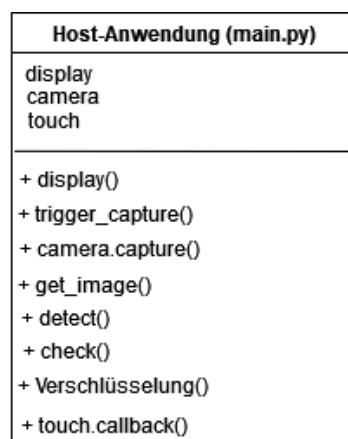 Host-Anwendung (main.py)
display
camera
touch
+ display()
+ trigger_capture()
+ camera.capture()
+ get_image()
+ detect()
+ check()
+ Verschlüsselung()
+ touch.callback()